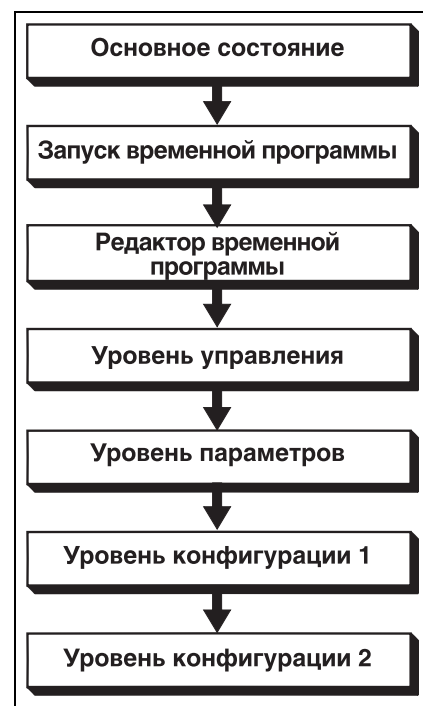 Основное состояние
Запуск временной программы
Редактор временной
программы
Уровень управления
Уровень параметров
Уровень конфигурации 1
Уровень конфигурации 2